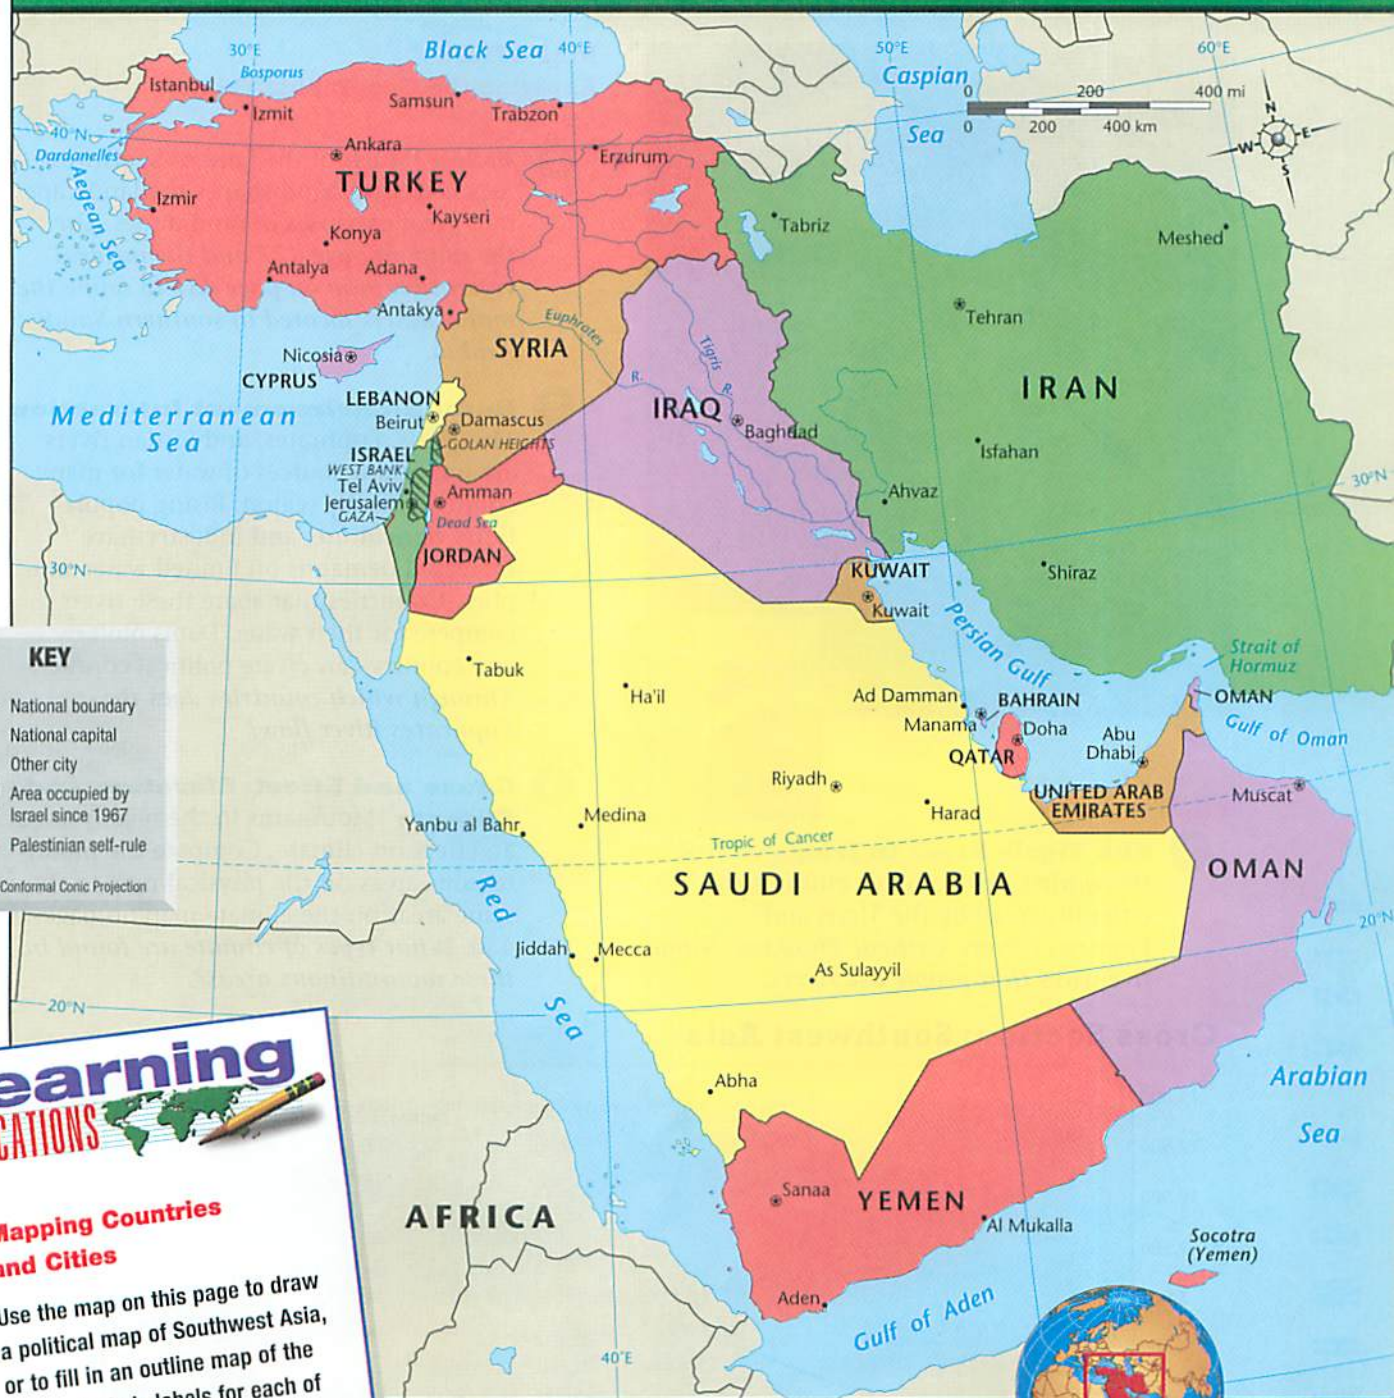 30°E
Black Sea
40°E
50°E
60°E
Caspian
Sea
0 200 400 mi
0 200 400 km
N
E
S
W
Istanbul
Bosporus
Izmit
Samsun
Trabzon
40 N
Dardanelles
Ankara
Erzurum
TURKEY
Aegean Sea
Izmir
Kayseri
Konya
Antalya
Adana
Antakya
Tabriz
Meshed
Tehran
IRAN
Isfahan
Ahvaz
Shiraz
30°N
Nicosia
CYPRUS
Euphrates
R.
SYRIA
Tigris
R.
IRAQ
Baghdad
Mediterranean
Sea
LEBANON
Beirut
Damascus
GOLAN HEIGHTS
ISRAEL
WEST BANK
Tel Aviv
Jerusalem
GAZA
Amman
Dead Sea
JORDAN
30°N
KUWAIT
Kuwait
Persian Gulf
Strait of
Hormuz
OMAN
Gulf of Oman
KEY
National boundary
National capital
Other city
Area occupied by
Israel since 1967
Palestinian self-rule
Conformal Conic Projection
Tabuk
Ha'il
Ad Damman
BAHRAIN
Manama
Doha
QATAR
Abu
Dhabi
Riyadh
UNITED ARAB
EMIRATES
Muscat
Yanbu al Bahr
Medina
Harad
Tropic of Cancer
SAUDI ARABIA
OMAN
20°N
Red
Sea
Jiddah
Mecca
As Sulayyil
20°N
Abha
Arabian
Sea
AFRICA
Sanaa
YEMEN
Al Mukalla
Socotra
(Yemen)
Aden
Gulf of Aden
40°E
earning
CATIONS
Mapping Countries
and Cities
Use the map on this page to draw
a political map of Southwest Asia,
or to fill in an outline map of the
labels for each of